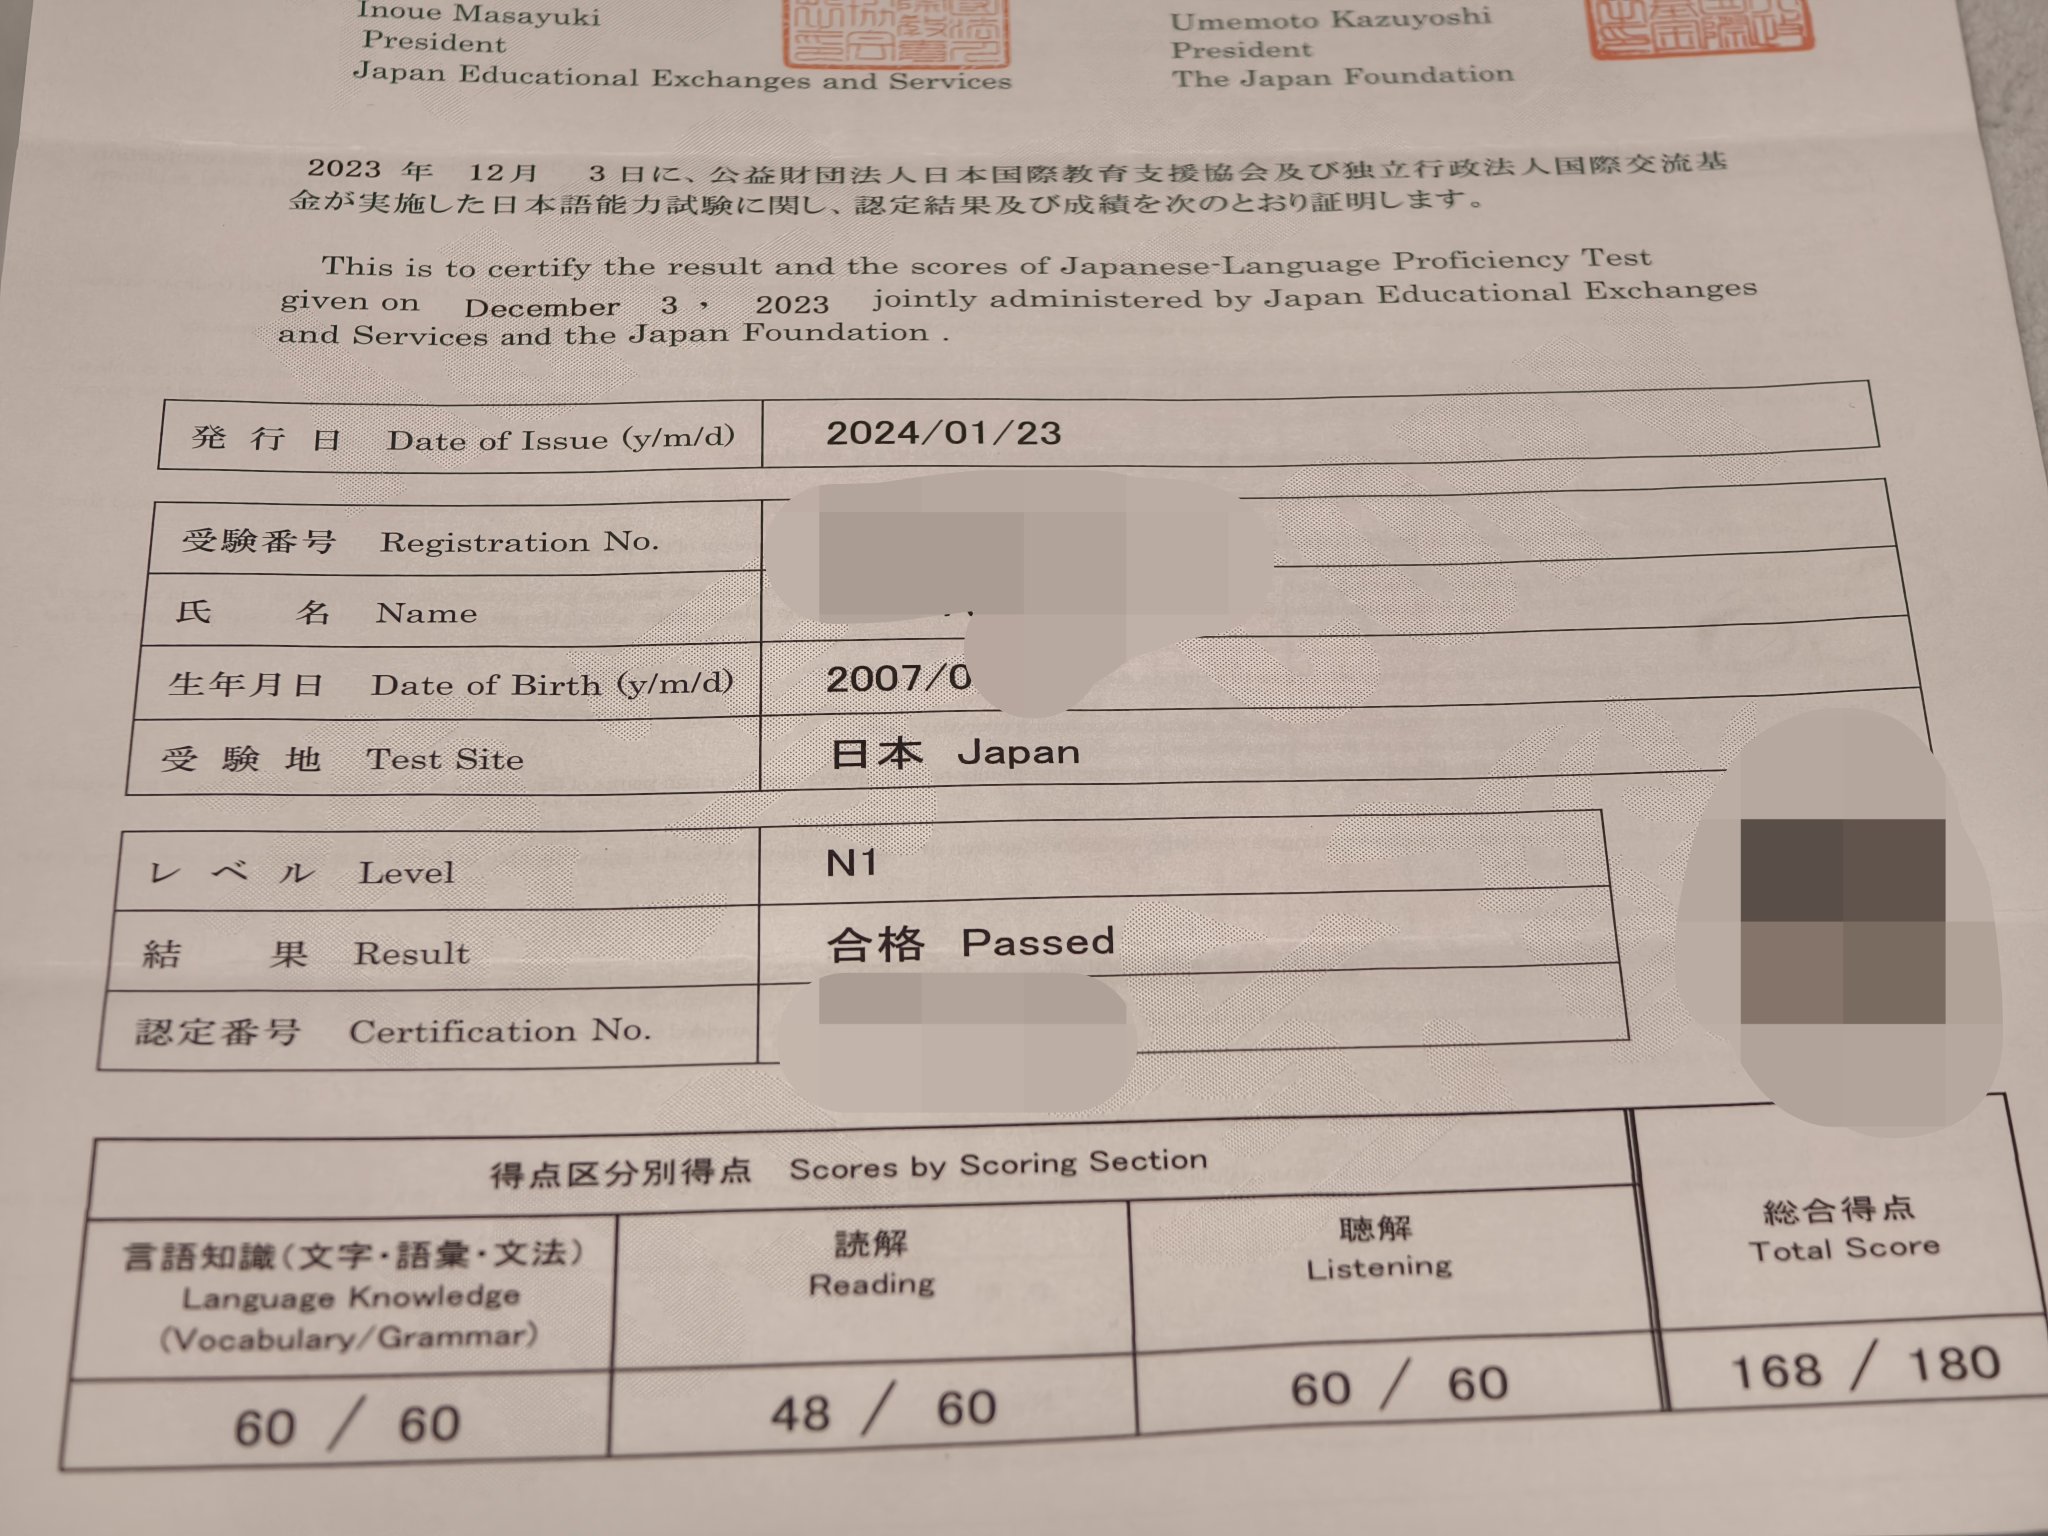 Inoue Masayuki
President
Japan Educational Exchanges and Services
Umemoto Kazuyoshi
President
The Japan Foundation
2023 年 12月 3 日に、公益財団法人日本国際教育支援協会及び独立行政法人国際交流基
金が実施した日本語能力試験に関し、認定結果及び成績を次のとおり証明します。
This is to certify the result and the scores of Japanese-Language Proficiency Test
given on December 3 , 2023 jointly administered by Japan Educational Exchanges
and Services and the Japan Foundation .
発 行 日 Date of Issue (y/m/d) 2024/01/23
受験番号 Registration No.
氏 名 Name
生年月日 Date of Birth (y/m/d) 2007/0
受 験 地 Test Site 日本 Japan
レ ベ ル Level N1
結 果 Result 合格 Passed
認定番号 Certification No.
得点区分別得点 Scores by Scoring Section
言語知識(文字・語彙・文法)
Language Knowledge
(Vocabulary/Grammar)
読解
Reading
聴解
Listening
総合得点
Total Score
60 / 60 48 / 60 60 / 60 168 / 180